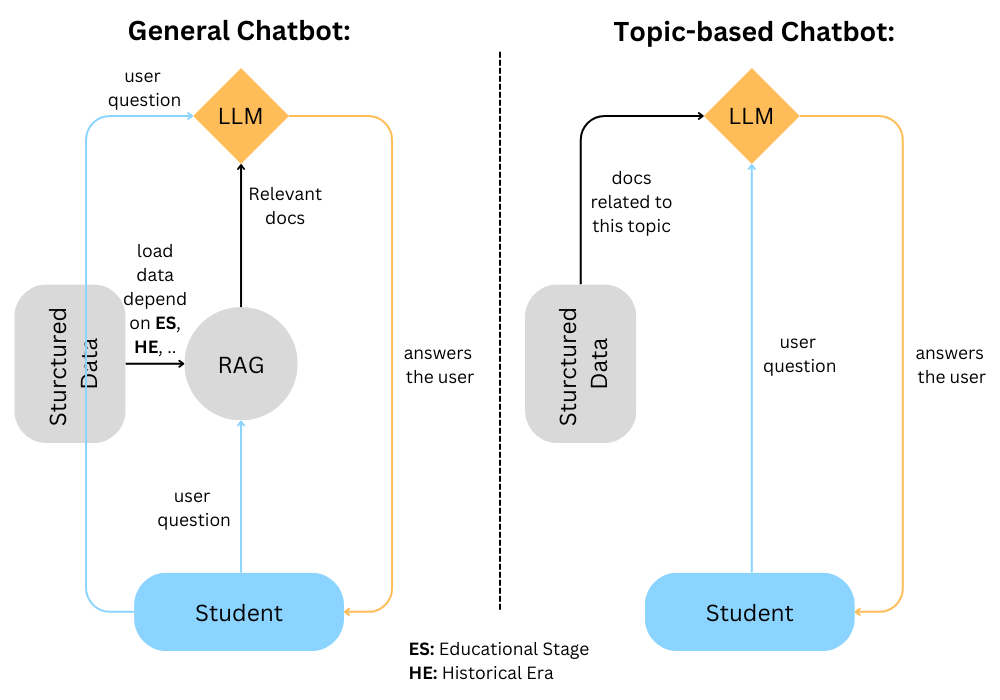 General Chatbot:
user
question
LLM
Relevant
docs
load
data
depend
on ES,
HE, ..
Sturctured
Data
RAG
answers
the user
user
question
Student
Topic-based Chatbot:
LLM
docs
related to
this topic
Sturctured
Data
user
question
answers
the user
Student
ES: Educational Stage
HE: Historical Era